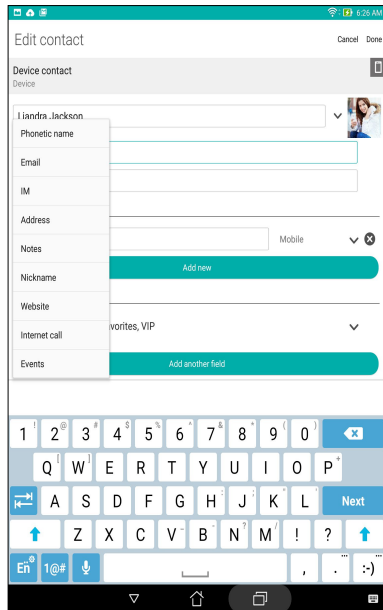 6:26 AM
Edit contact
Cancel Done
Device contact
Device
Liandra Jackson
Phonetic name
Email
IM
Address
Notes
Mobile
Add new
Nickname
Website
vorites, VIP
Internet call
Events
Add another field
1 ! 2 @ 3 # 4 $ 5 % 6 ^ 7 & 8 * 9 ( 0 )
Q [ W ] E R T Y U I O P +
A S D F G H : J ; K " L ' Next
Z X C V - B _ N ? M / ! ?
En 1@# , . ... :-) ...